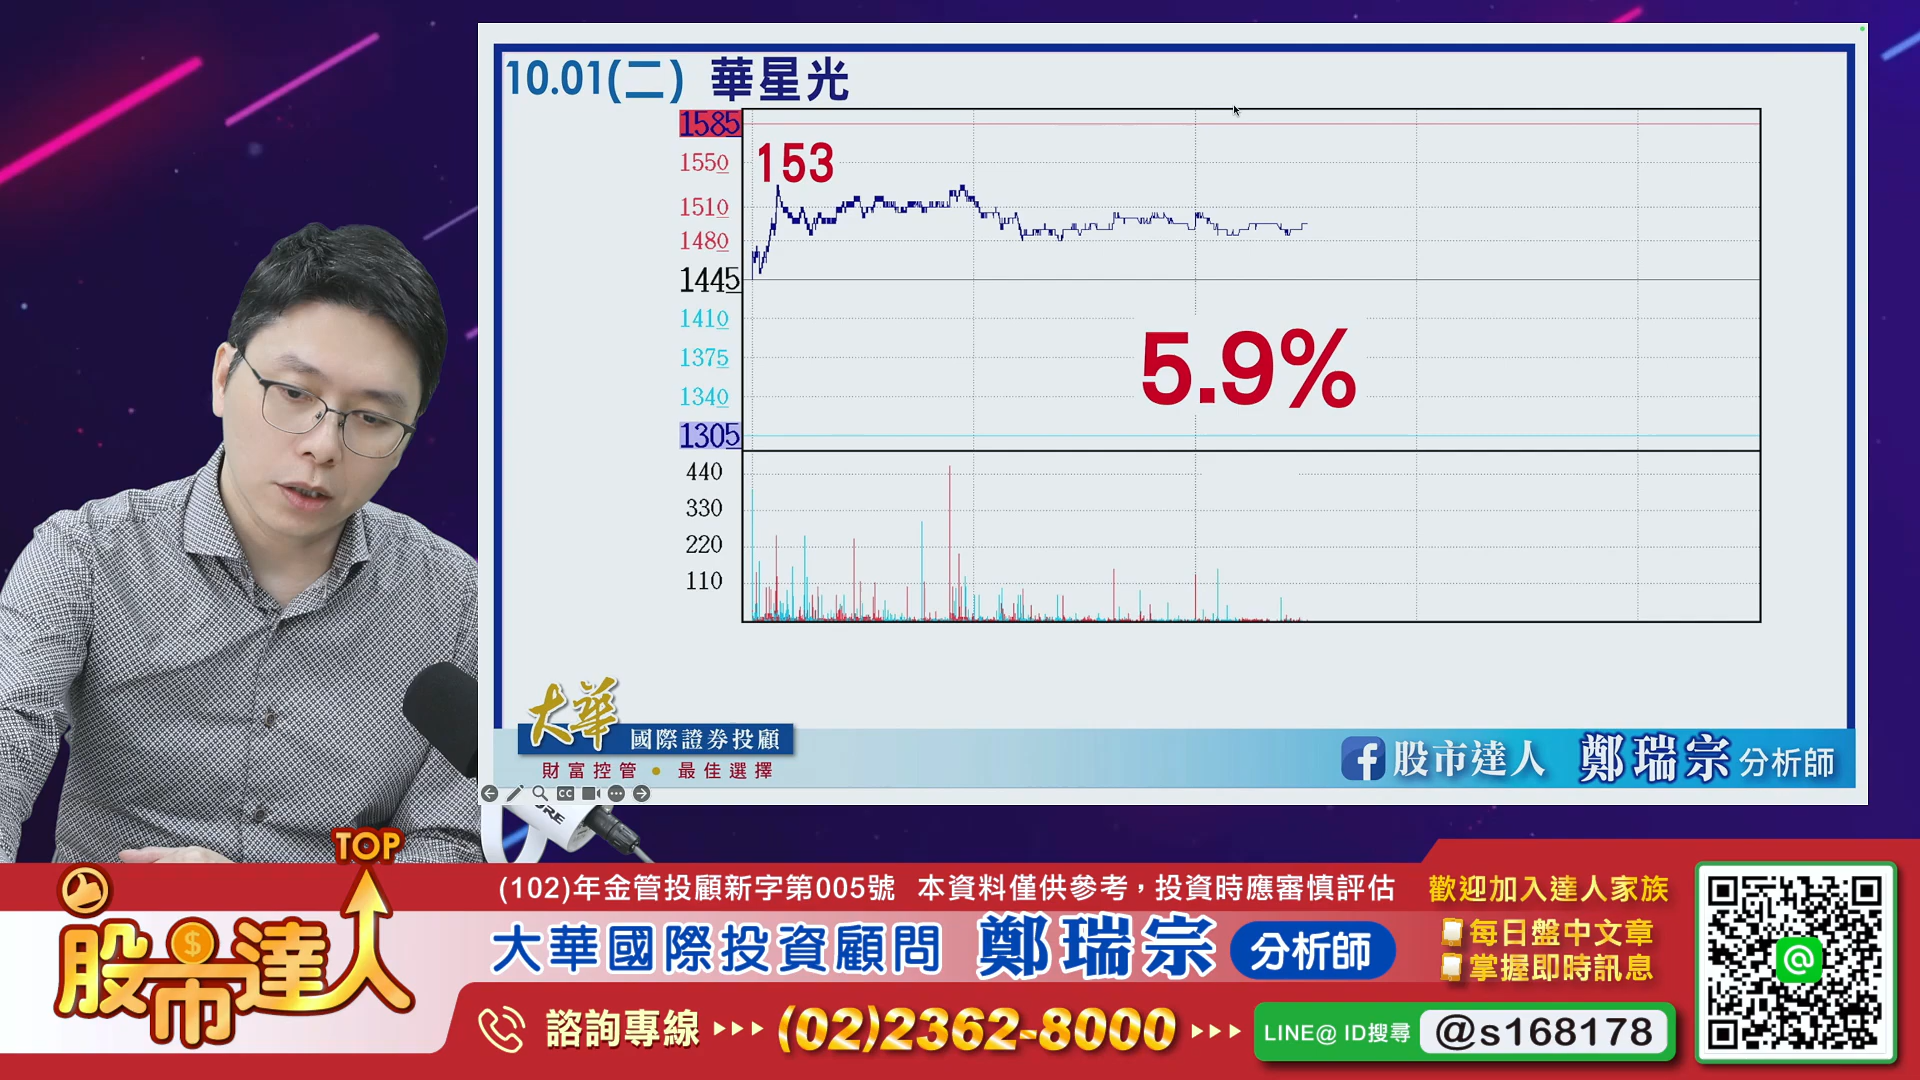 10.01(二) 華星光
1585
1550
1510
1480
1445
1410
1375
1340
1305
440
330
220
110
153
5.9%
大華
國際證券投顧
財富控管 • 最佳選擇
股市達人 鄭瑞宗 分析師
CC
TOP
股市達人
(102)年金管投顧新字第005號 本資料僅供參考，投資時應審慎評估
大華國際投資顧問 鄭瑞宗 分析師
諮詢專線 (02)2362-8000
歡迎加入達人家族
每日盤中文章
掌握即時訊息
LINE@ ID搜尋 @s168178